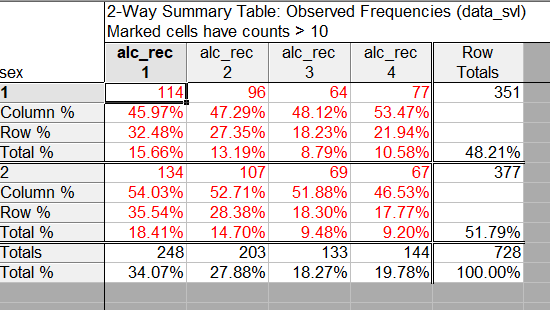 2-Way Summary Table: Observed Frequencies (data_svl)
Marked cells have counts > 10
alc_rec alc_rec alc_rec alc_rec Row
sex 1 2 3 4 Totals
1 114 96 64 77 351
Column % 45.97% 47.29% 48.12% 53.47%
Row % 32.48% 27.35% 18.23% 21.94%
Total % 15.66% 13.19% 8.79% 10.58% 48.21%
2 134 107 69 67 377
Column % 54.03% 52.71% 51.88% 46.53%
Row % 35.54% 28.38% 18.30% 17.77%
Total % 18.41% 14.70% 9.48% 9.20% 51.79%
Totals 248 203 133 144 728
Total % 34.07% 27.88% 18.27% 19.78% 100.00%